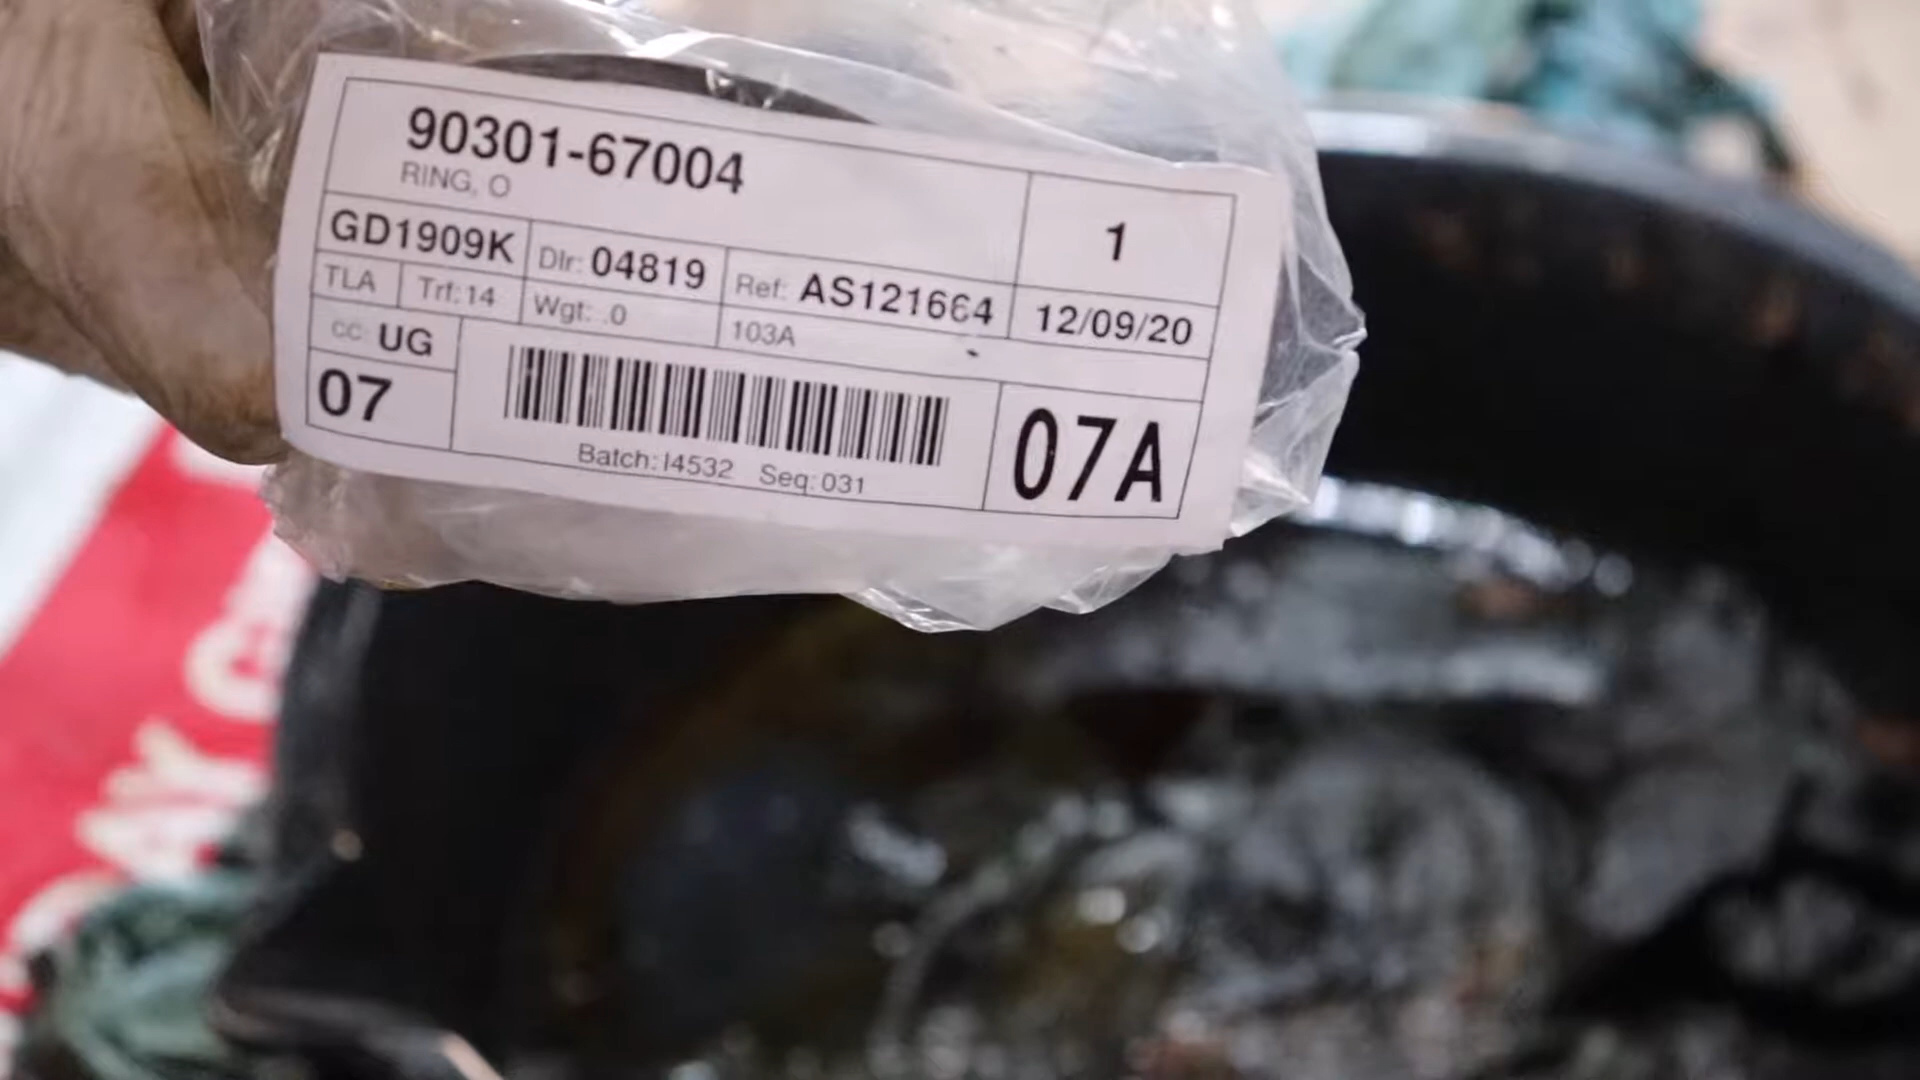 90301-67004
RING, O
1
GD1909K
Dlr: 04819
Ref: AS121664
12/09/20
TLA
Trf: 14
Wgt: .0
103A
cc: UG
07
07A
Batch: I4532 Seq: 031